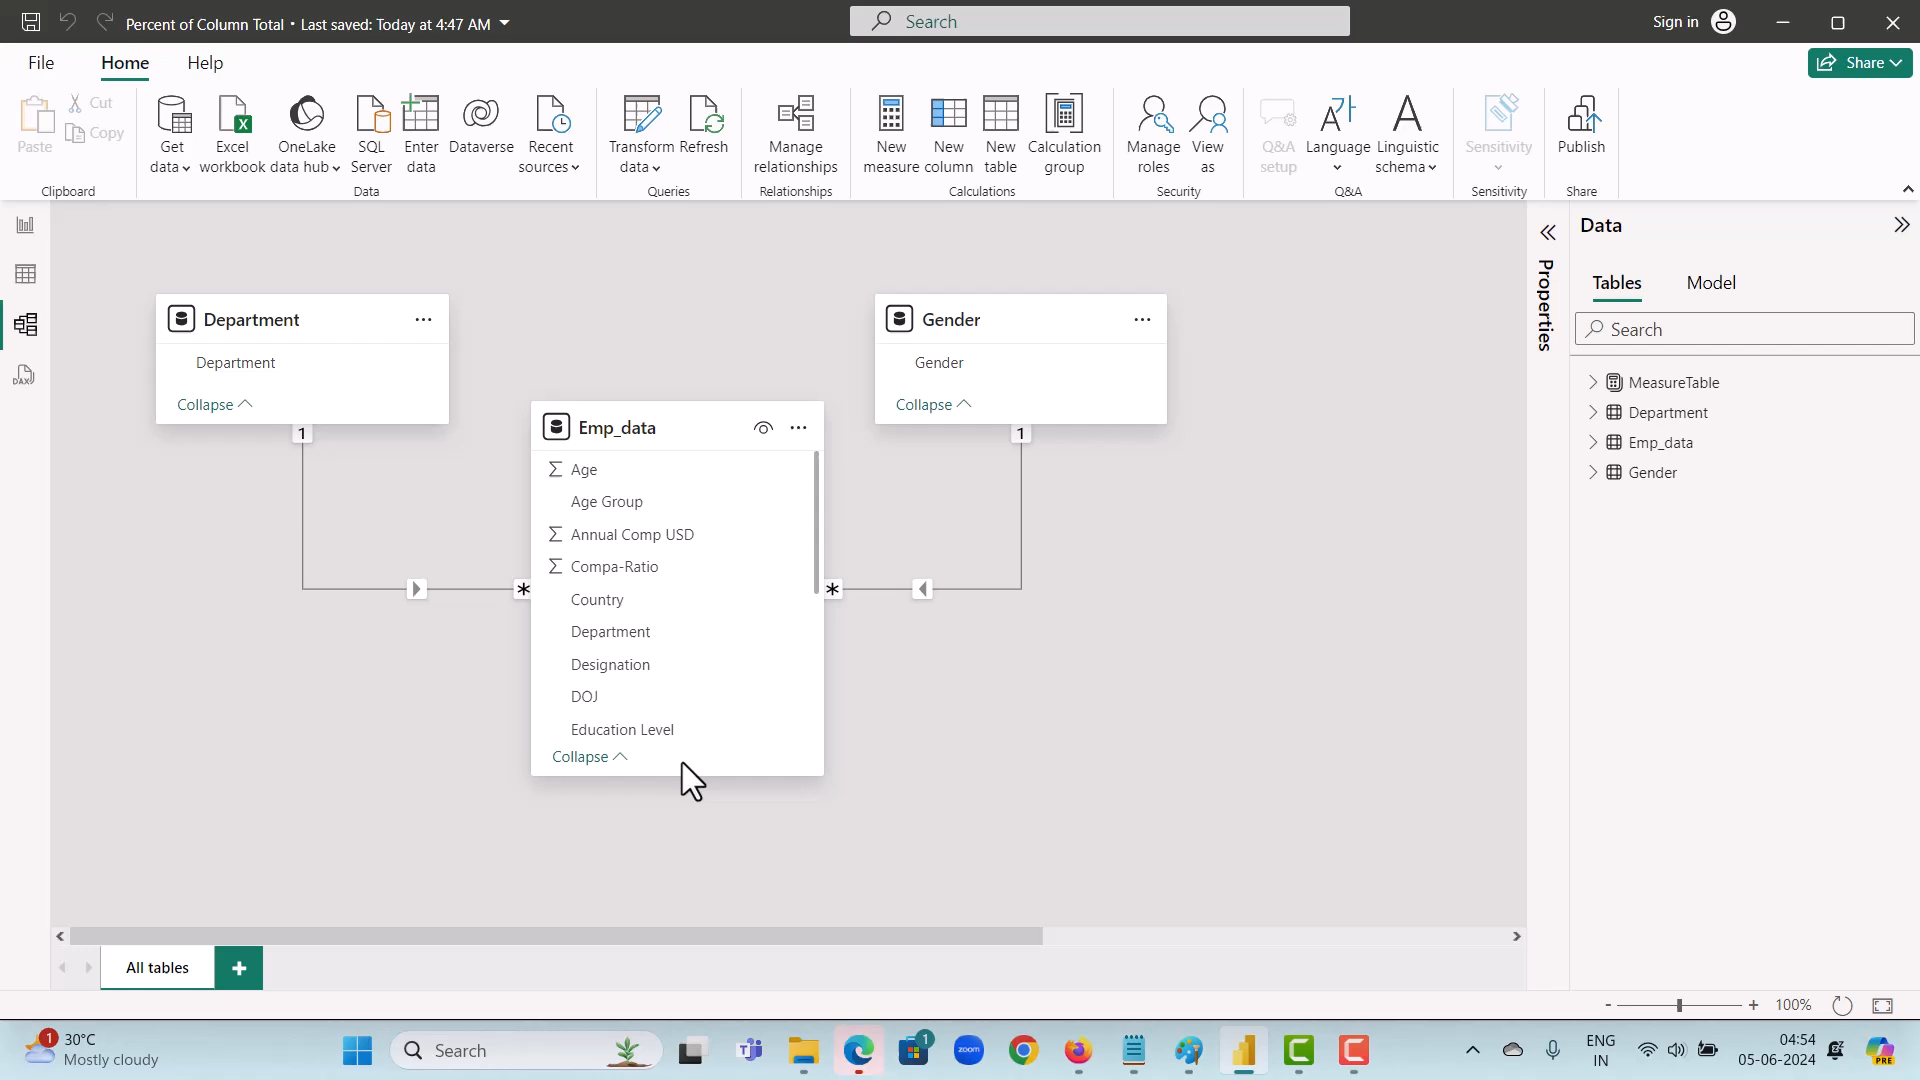 Percent of Column Total • Last saved: Today at 4:47 AM
Search
Sign in
File
Home
Help
Share
Paste
Cut
Copy
Clipboard
Get data
Excel workbook
OneLake data hub
SQL Server
Enter data
Dataverse
Recent sources
Data
Transform data
Refresh
Queries
Manage relationships
Relationships
New measure
New column
New table
Calculation group
Calculations
Manage roles
View as
Security
Q&A setup
Language
Linguistic schema
Q&A
Sensitivity
Sensitivity
Publish
Share
DAX
Department
Department
Collapse
1
Gender
Gender
Collapse
1
Emp_data
∑ Age
Age Group
∑ Annual Comp USD
∑ Compa-Ratio
Country
Department
Designation
DOJ
Education Level
Collapse
*
*
Properties
Data
Tables
Model
Search
MeasureTable
Department
Emp_data
Gender
All tables
+
- + 100%
1
30°C
Mostly cloudy
Search
1
zoom
ENG
IN
04:54
05-06-2024
PRE